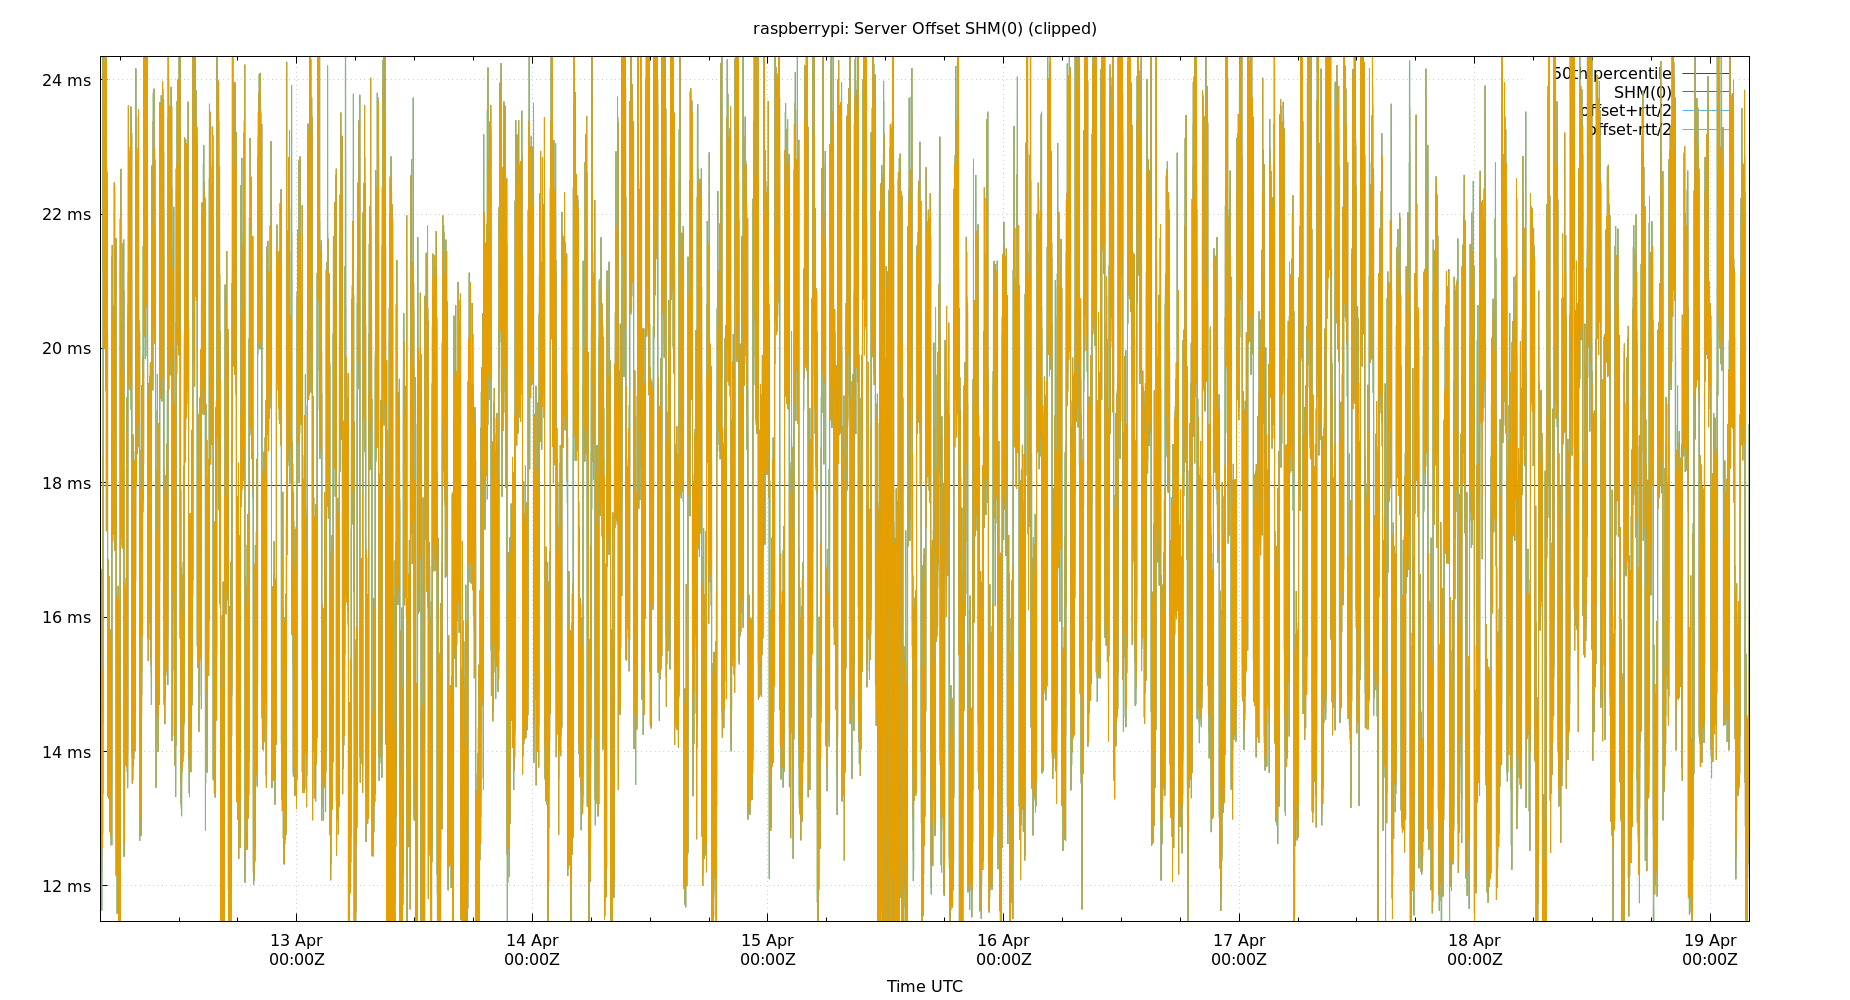 raspberrypi: Server Offset SHM(0) (clipped)
24 ms
22 ms
20 ms
18 ms
16 ms
14 ms
12 ms
50th percentile
SHM(0)
offset+rtt/2
offset-rtt/2
13 Apr
00:00Z
14 Apr
00:00Z
15 Apr
00:00Z
16 Apr
00:00Z
17 Apr
00:00Z
18 Apr
00:00Z
19 Apr
00:00Z
Time UTC